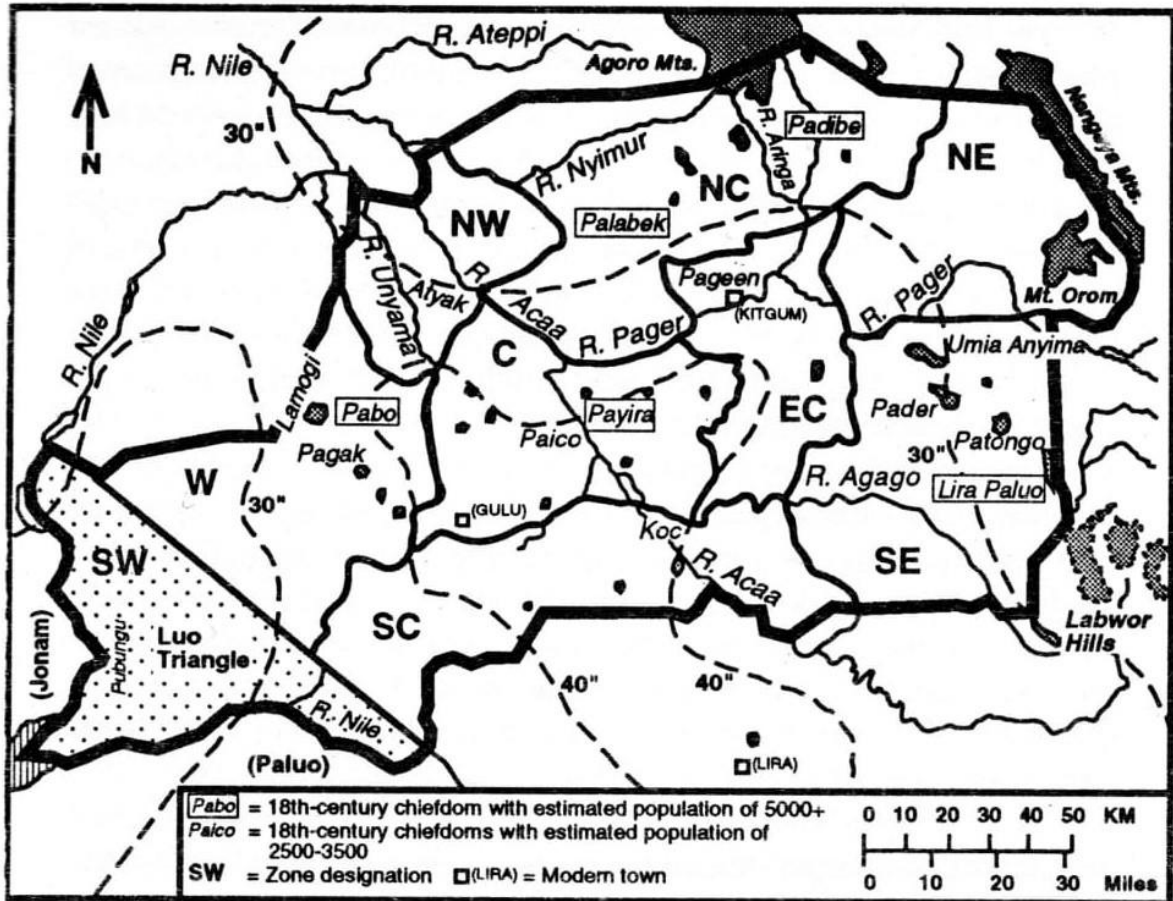 R. Ateppi
R. Nile
Agoro Mts.
Nangeya Mts.
30"
N
R. Aringa
Padibe
NE
R. Nyimur
NC
NW
Palabek
R. Unyama
Atyak
R. Acaa
Pageen
(KITGUM)
R. Pager
Mt. Orom
R. Nile
R. Pager
C
Umia Anyima
Lamogi
Pabo
Payira
EC
Pader
Paico
Patongo
Pagak
30"
R. Agago
Lira Paluo
W
30"
(GULU)
Koc
SW
R. Acaa
SE
SC
Labwor
Hills
Luo
Triangle
Pubungu
(Jonam)
40"
40"
R. Nile
(Paluo)
(LIRA)
Pabo = 18th-century chiefdom with estimated population of 5000+
Paico = 18th-century chiefdoms with estimated population of
2500-3500
SW = Zone designation (LIRA) = Modern town
0 10 20 30 40 50 KM
0 10 20 30 Miles